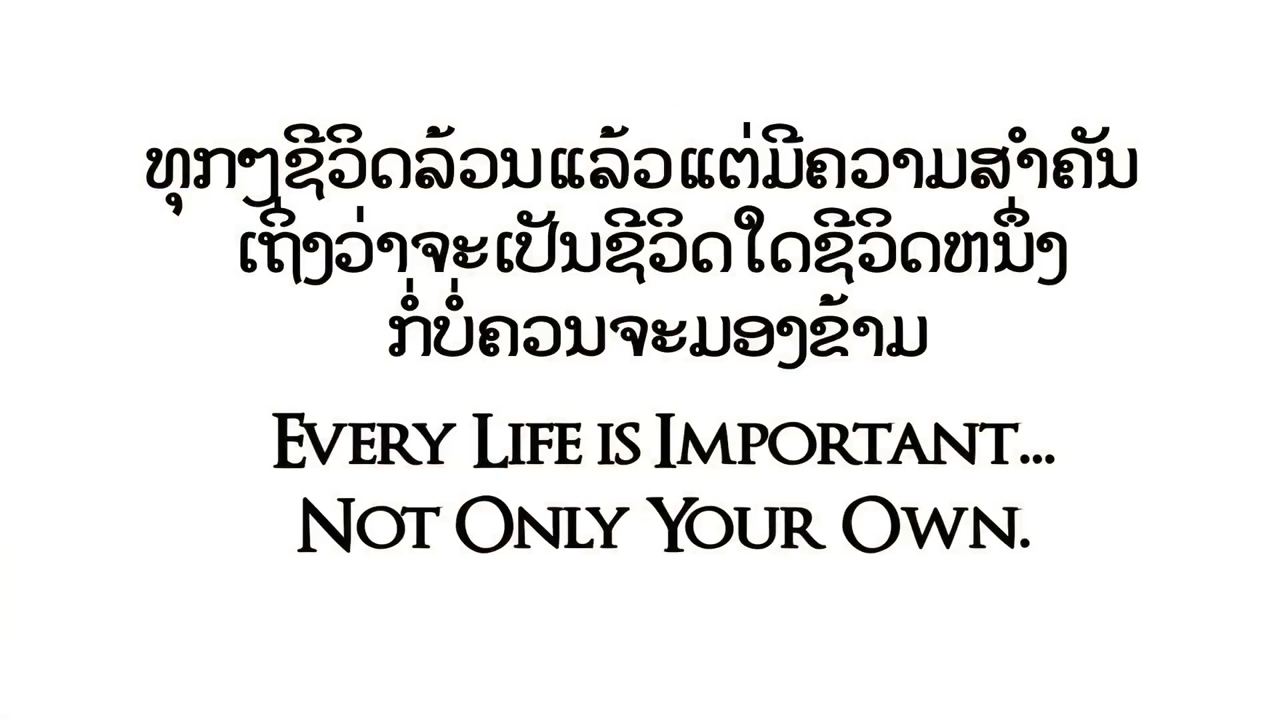 ທຸກໆຊີວິດລ້ວນແລ້ວແຕ່ມີຄວາມສຳຄັນ
ເຖິງວ່າຈະເປັນຊີວິດໃດຊີວິດຫນຶ່ງ
ກໍ່ບໍ່ຄວນຈະມອງຂ້າມ
EVERY LIFE IS IMPORTANT...
NOT ONLY YOUR OWN.